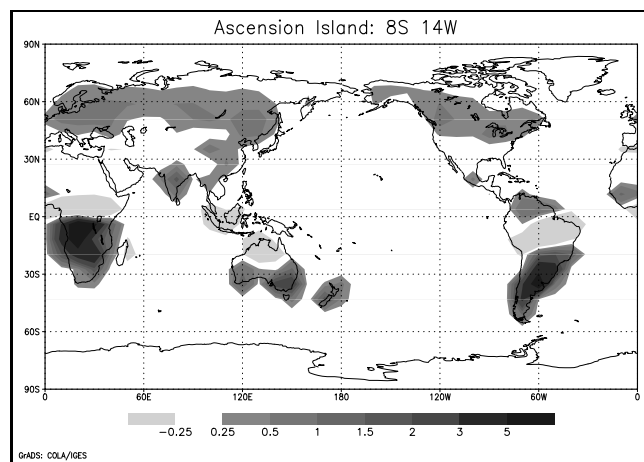 Ascension Island: 8S 14W
90N
60N
30N
EQ
30S
60S
90S
0 60E 120E 180 120W 60W 0
-0.25 0.25 0.5 1 1.5 2 3 5
GrADS: COLA/IGES